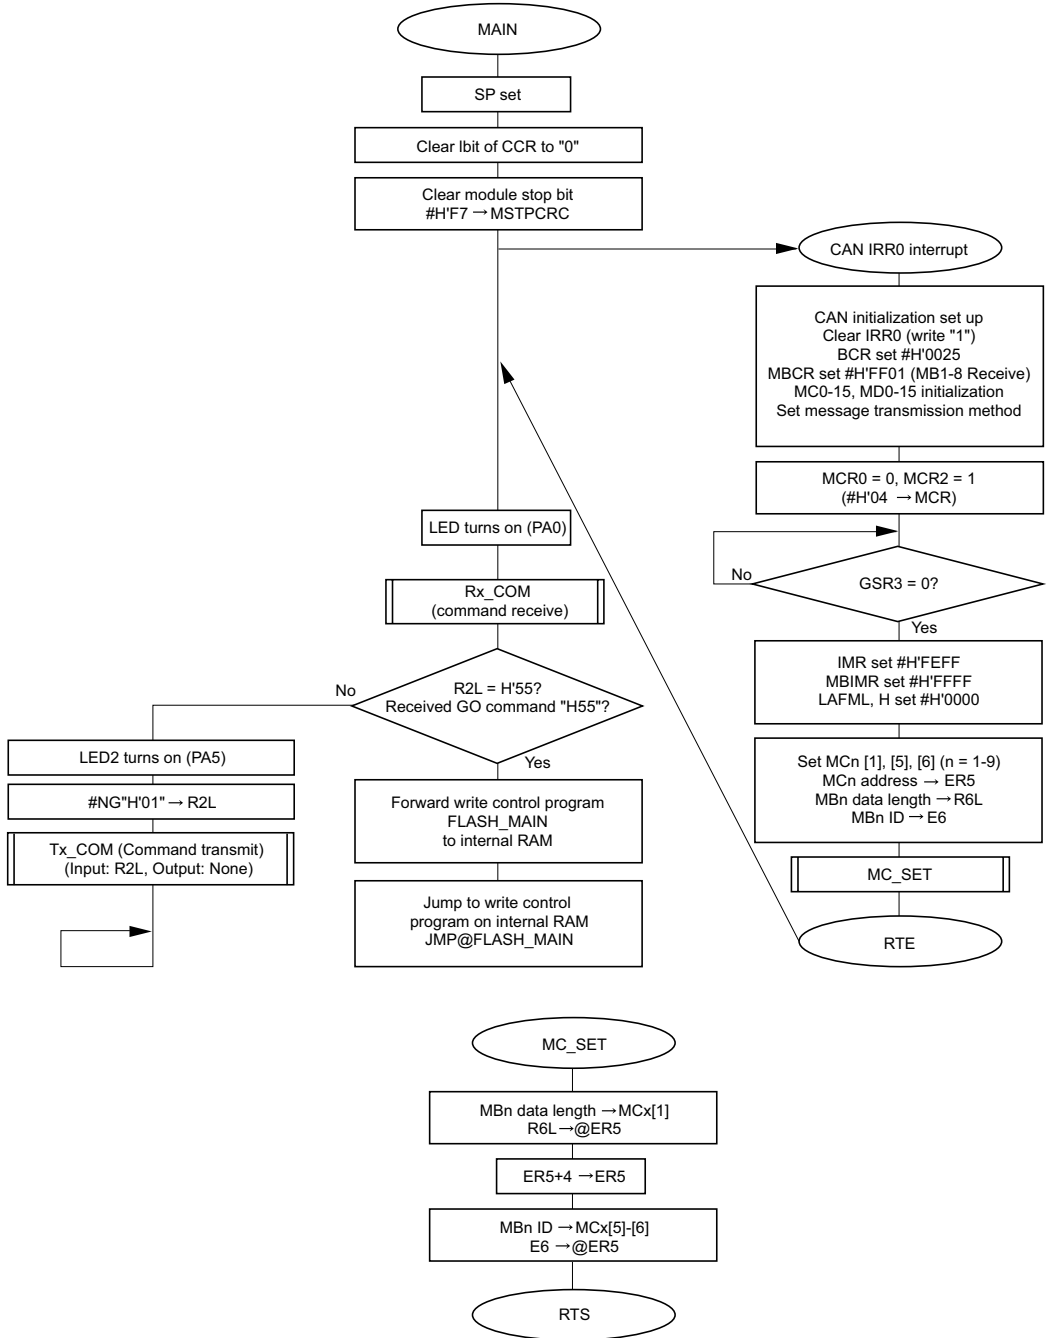 MAIN
SP set
Clear Ibit of CCR to "0"
Clear module stop bit
#H'F7 → MSTPCRC
CAN IRR0 interrupt
CAN initialization set up
Clear IRR0 (write "1")
BCR set #H'0025
MBCR set #H'FF01 (MB1-8 Receive)
MC0-15, MD0-15 initialization
Set message transmission method
MCR0 = 0, MCR2 = 1
(#H'04 → MCR)
GSR3 = 0?
No
Yes
IMR set #H'FEFF
MBIMR set #H'FFFF
LAFML, H set #H'0000
Set MCn [1], [5], [6] (n = 1-9)
MCn address → ER5
MBn data length → R6L
MBn ID → E6
MC_SET
RTE
LED turns on (PA0)
Rx_COM
(command receive)
R2L = H'55?
Received GO command "H55"?
No
Yes
LED2 turns on (PA5)
#NG"H'01" → R2L
Tx_COM (Command transmit)
(Input: R2L, Output: None)
Forward write control program
FLASH_MAIN
to internal RAM
Jump to write control
program on internal RAM
JMP@FLASH_MAIN
MC_SET
MBn data length → MCx[1]
R6L → @ER5
ER5+4 → ER5
MBn ID → MCx[5]-[6]
E6 → @ER5
RTS